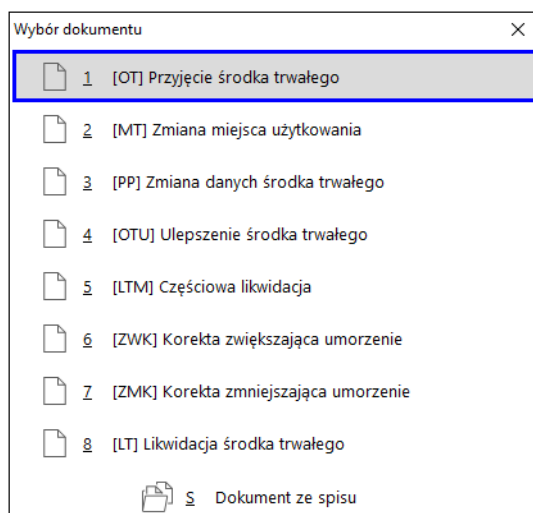 Wybór dokumentu
1 [OT] Przyjęcie środka trwałego
2 [MT] Zmiana miejsca użytkowania
3 [PP] Zmiana danych środka trwałego
4 [OTU] Ulepszenie środka trwałego
5 [LTM] Częściowa likwidacja
6 [ZWK] Korekta zwiększająca umorzenie
7 [ZMK] Korekta zmniejszająca umorzenie
8 [LT] Likwidacja środka trwałego
S Dokument ze spisu